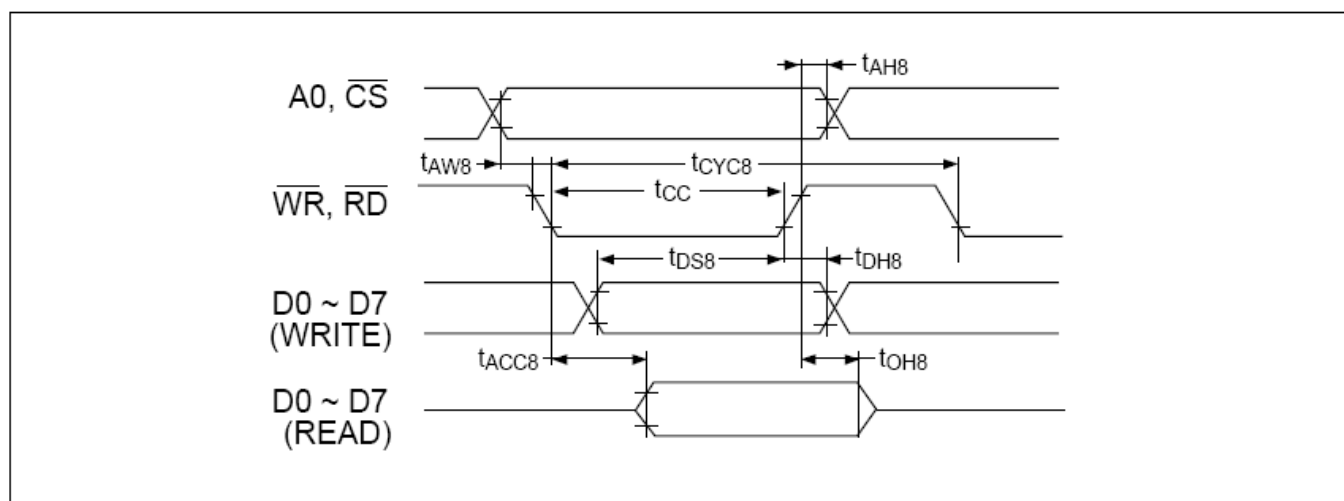 tAH8
A0, CS
tAW8
tCYC8
WR, RD
tCC
tDS8
tDH8
D0 ~ D7
(WRITE)
tACC8
tOH8
D0 ~ D7
(READ)